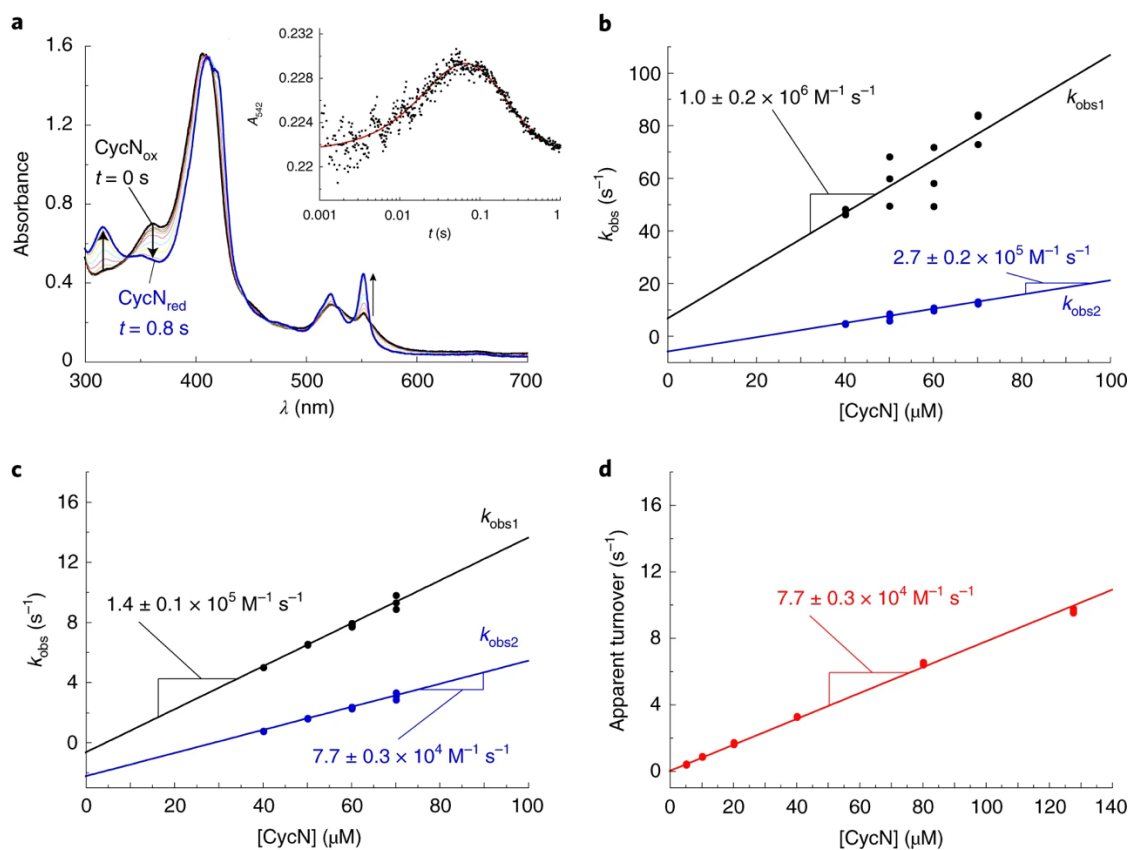 a
1.6
1.2
0.8
0.4
0
Absorbance
300
400
500
600
700
λ (nm)
CycNox
t = 0 s
CycNred
t = 0.8 s
0.232
0.228
0.224
0.22
A542
0.001
0.01
0.1
1
t (s)
b
100
80
60
40
20
0
kobs (s−1)
1.0 ± 0.2 × 10⁶ M−1 s−1
kobs1
2.7 ± 0.2 × 10⁵ M−1 s−1
kobs2
0
20
40
60
80
100
[CycN] (μM)
c
16
12
8
4
0
kobs (s−1)
kobs1
1.4 ± 0.1 × 10⁵ M−1 s−1
kobs2
7.7 ± 0.3 × 10⁴ M−1 s−1
0
20
40
60
80
100
[CycN] (μM)
d
16
12
8
4
0
Apparent turnover (s−1)
7.7 ± 0.3 × 10⁴ M−1 s−1
0
20
40
60
80
100
120
140
[CycN] (μM)